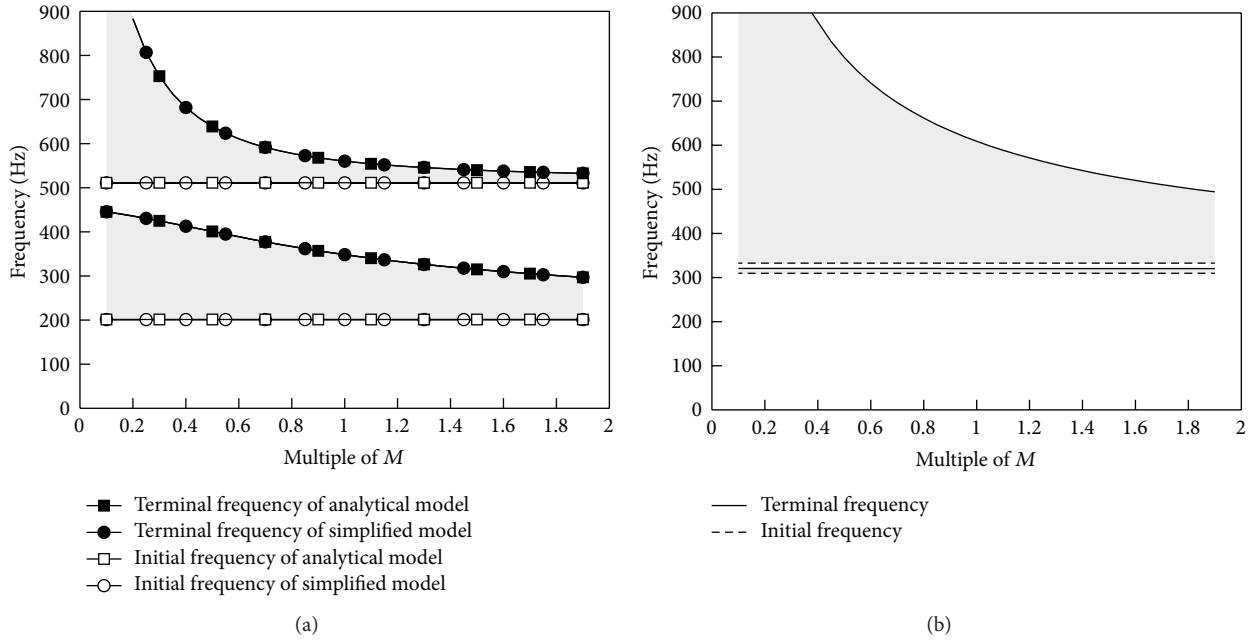 900
800
700
600
500
400
300
200
100
0
Frequency (Hz)
0 0.2 0.4 0.6 0.8 1 1.2 1.4 1.6 1.8 2
Multiple of M
Terminal frequency of analytical model
Terminal frequency of simplified model
Initial frequency of analytical model
Initial frequency of simplified model
(a)
900
800
700
600
500
400
300
200
100
0
Frequency (Hz)
0 0.2 0.4 0.6 0.8 1 1.2 1.4 1.6 1.8 2
Multiple of M
Terminal frequency
Initial frequency
(b)